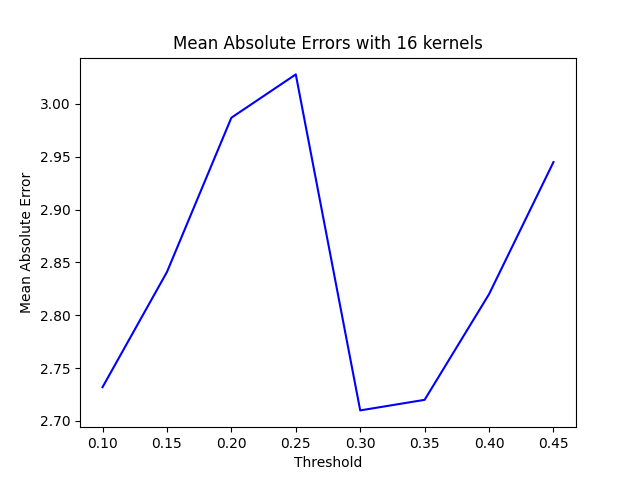 Mean Absolute Errors with 16 kernels
Mean Absolute Error
3.00
2.95
2.90
2.85
2.80
2.75
2.70
0.10 0.15 0.20 0.25 0.30 0.35 0.40 0.45
Threshold